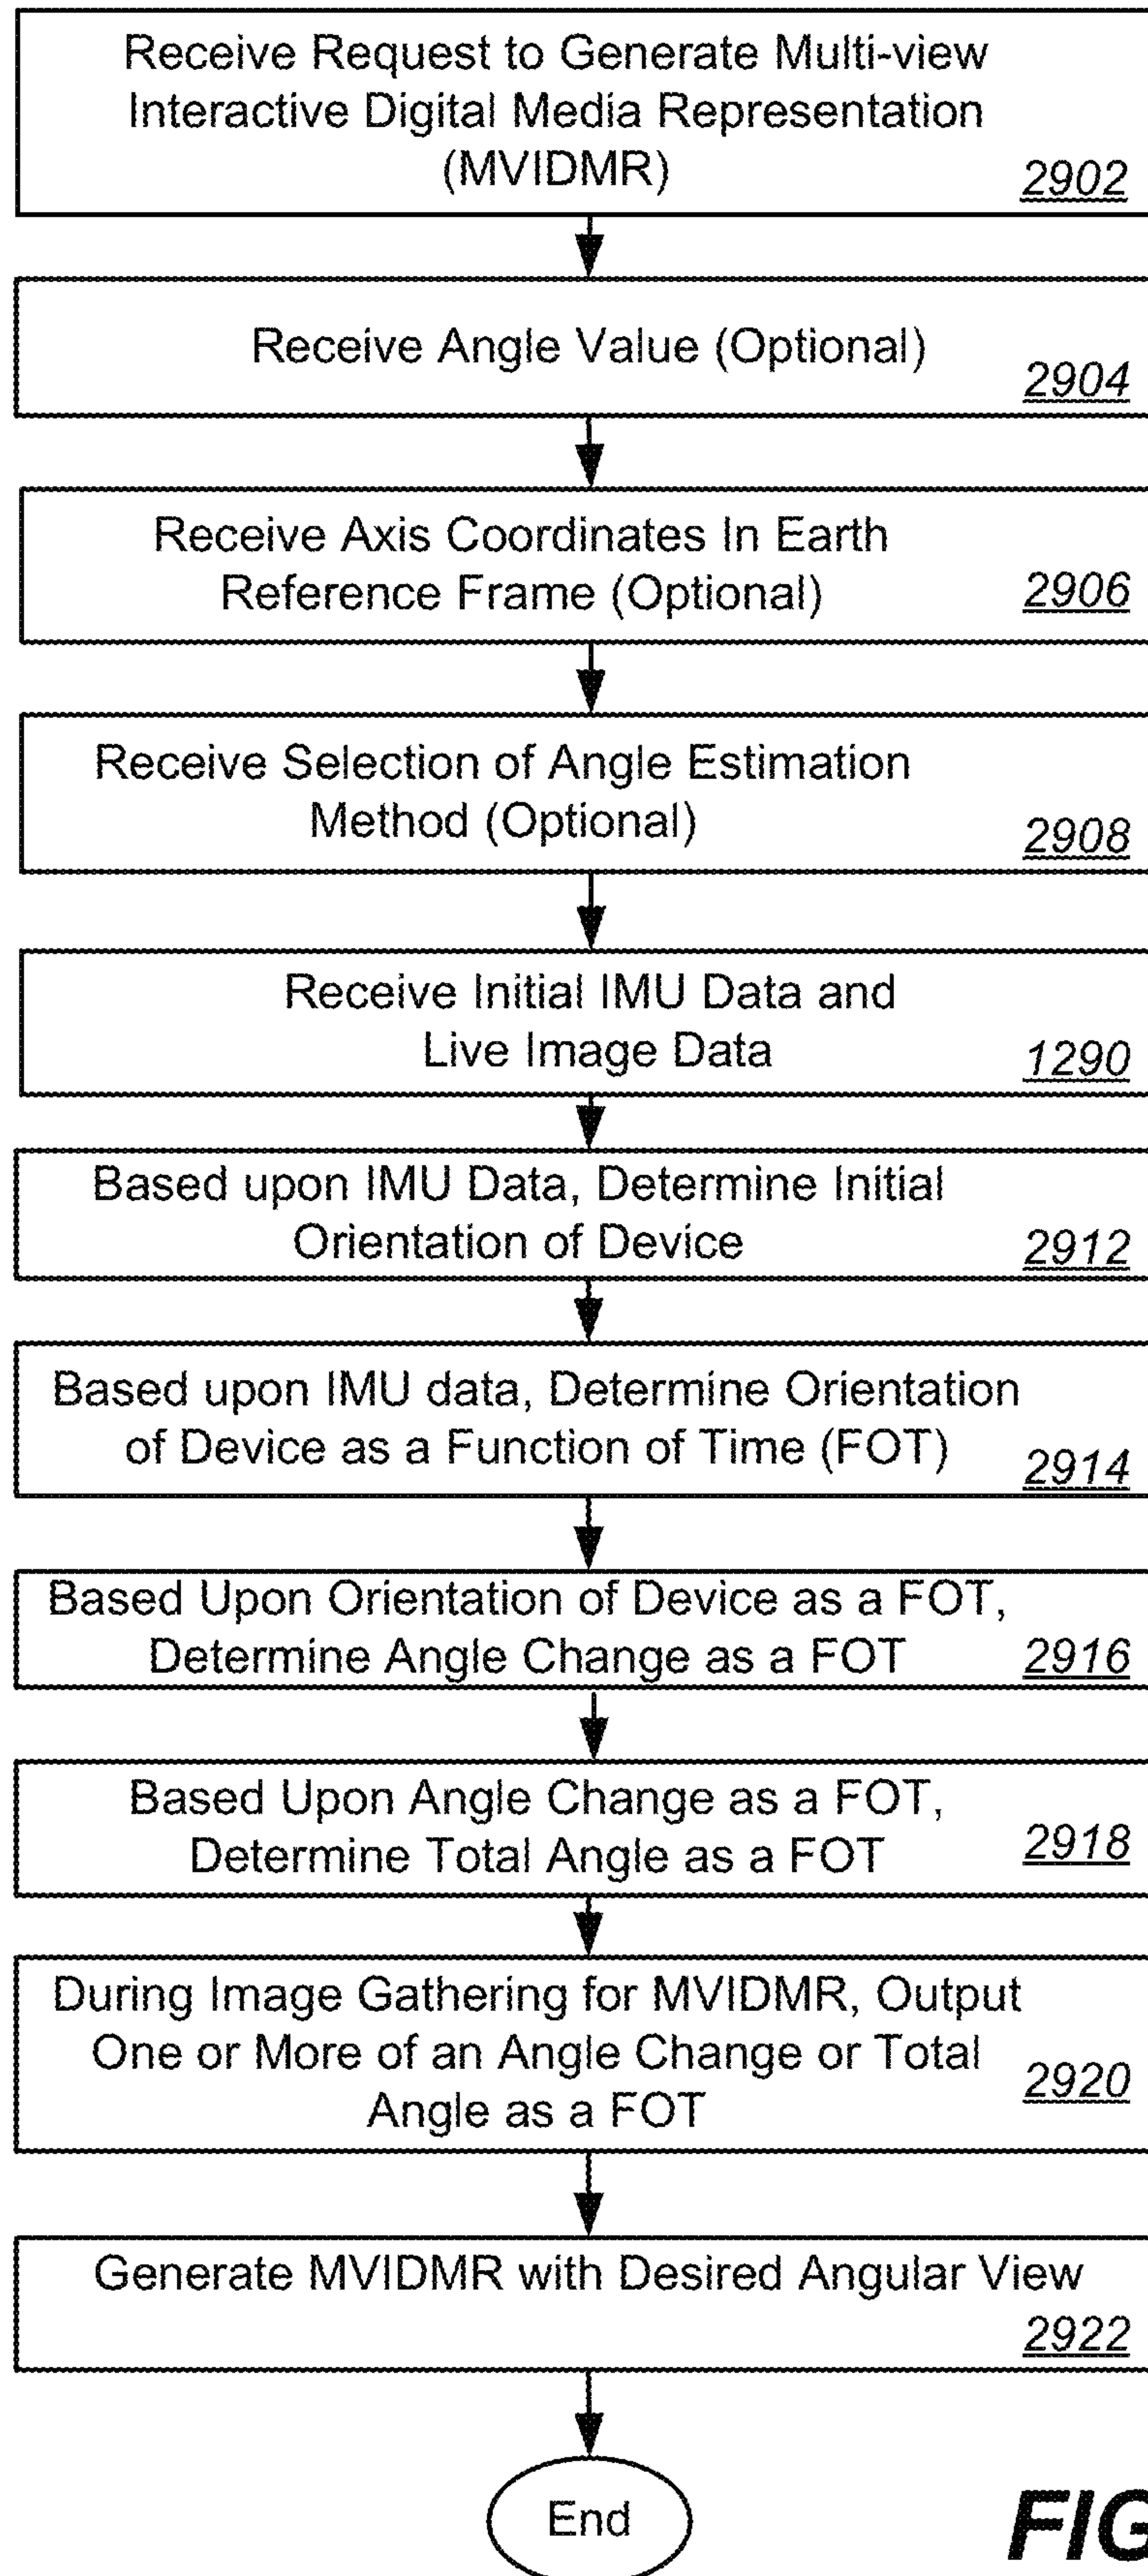 Receive Request to Generate Multi-view
Interactive Digital Media Representation
(MVIDMR)
2902
Receive Angle Value (Optional)
2904
Receive Axis Coordinates In Earth
Reference Frame (Optional)
2906
Receive Selection of Angle Estimation
Method (Optional)
2908
Receive Initial IMU Data and
Live Image Data
1290
Based upon IMU Data, Determine Initial
Orientation of Device
2912
Based upon IMU data, Determine Orientation
of Device as a Function of Time (FOT)
2914
Based Upon Orientation of Device as a FOT,
Determine Angle Change as a FOT
2916
Based Upon Angle Change as a FOT,
Determine Total Angle as a FOT
2918
During Image Gathering for MVIDMR, Output
One or More of an Angle Change or Total
Angle as a FOT
2920
Generate MVIDMR with Desired Angular View
2922
End
FIG